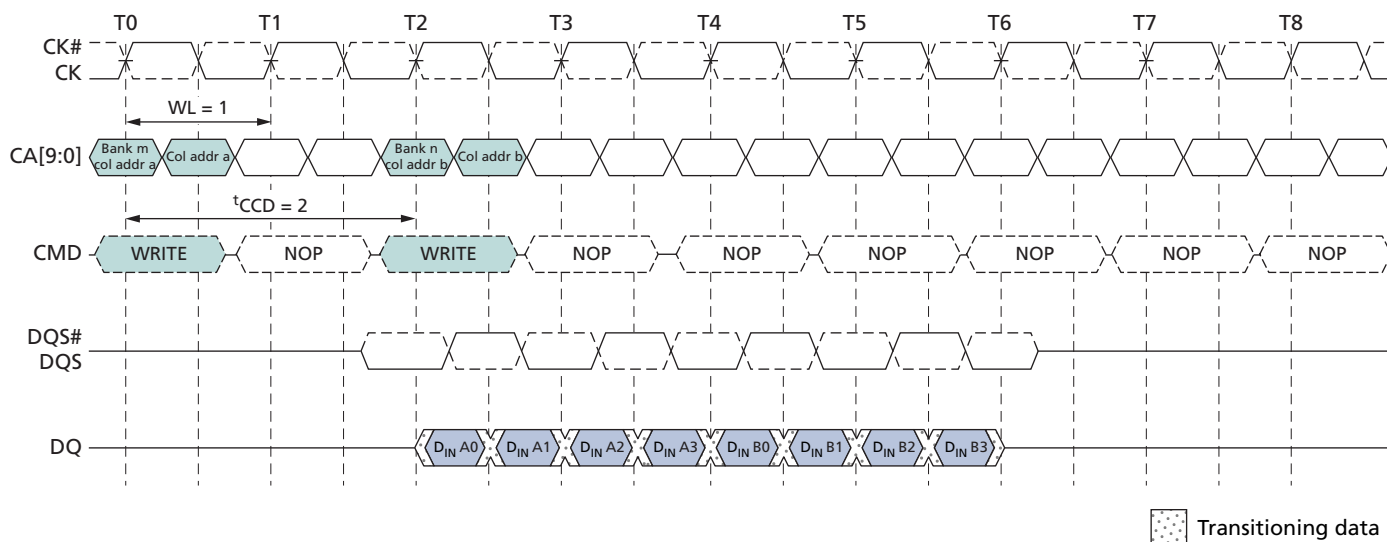 T0 T1 T2 T3 T4 T5 T6 T7 T8
CK#
CK
WL = 1
CA[9:0]
Bank m
col addr a
Col addr a
Bank n
col addr b
Col addr b
tCCD = 2
CMD WRITE NOP WRITE NOP NOP NOP NOP NOP NOP
DQS#
DQS
DQ DIN A0 DIN A1 DIN A2 DIN A3 DIN B0 DIN B1 DIN B2 DIN B3
Transitioning data